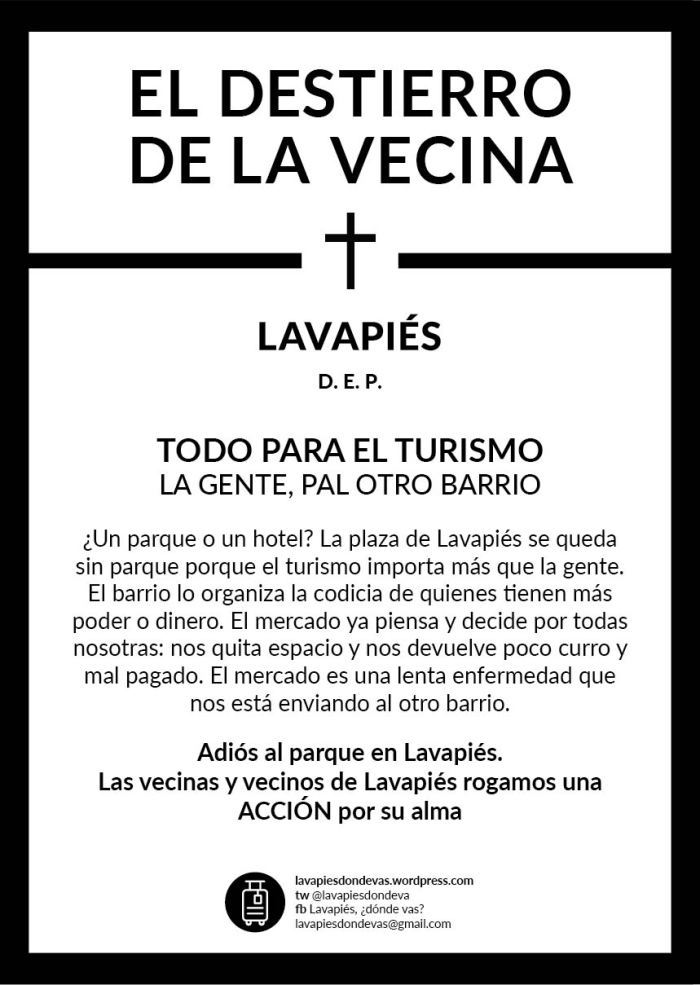 EL DESTIERRO
DE LA VECINA
LAVAPIÉS
D. E. P.
TODO PARA EL TURISMO
LA GENTE, PAL OTRO BARRIO
¿Un parque o un hotel? La plaza de Lavapiés se queda
sin parque porque el turismo importa más que la gente.
El barrio lo organiza la codicia de quienes tienen más
poder o dinero. El mercado ya piensa y decide por todas
nosotras: nos quita espacio y nos devuelve poco curro y
mal pagado. El mercado es una lenta enfermedad que
nos está enviando al otro barrio.
Adiós al parque en Lavapiés.
Las vecinas y vecinos de Lavapiés rogamos una
ACCIÓN por su alma
lavapiesdondevas.wordpress.com
tw @lavapiesdondeva
fb Lavapiés, ¿dónde vas?
lavapiesdondevas@gmail.com